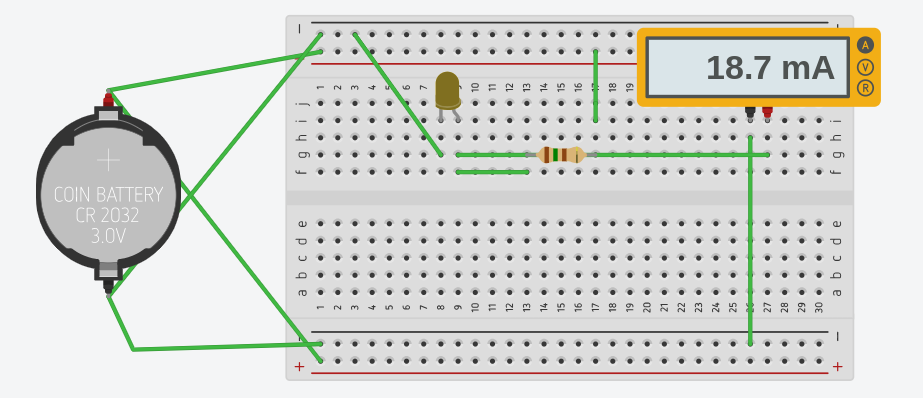 18.7 mA
A
V
R
1 2 3 4 5 6 7 8 9 10 11 12 13 14 15 16 18 19
j
i i
h h
g g
f f
COIN BATTERY
CR 2032
3.0V
e e
d d
c c
b b
a a
1 2 3 4 5 6 7 8 9 10 11 12 13 14 15 16 17 18 19 20 21 22 23 24 25 27 28 29 30
− −
+ +